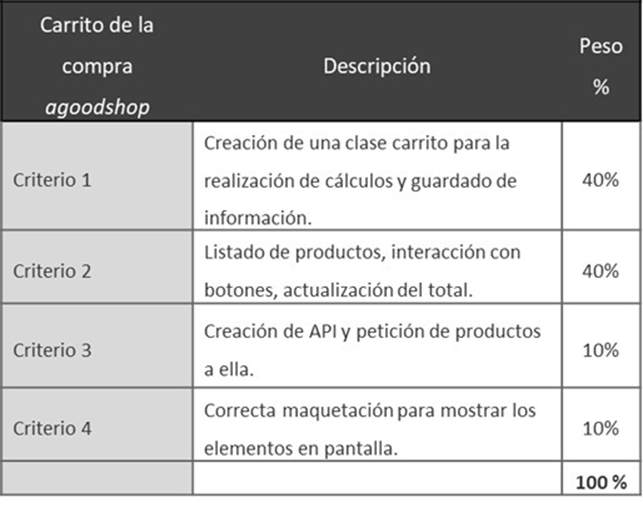 Carrito de la
compra
agoodshop
Descripción
Peso
%
Criterio 1
Creación de una clase carrito para la
realización de cálculos y guardado de
información.
40%
Criterio 2
Listado de productos, interacción con
botones, actualización del total.
40%
Criterio 3
Creación de API y petición de productos
a ella.
10%
Criterio 4
Correcta maquetación para mostrar los
elementos en pantalla.
10%
100 %